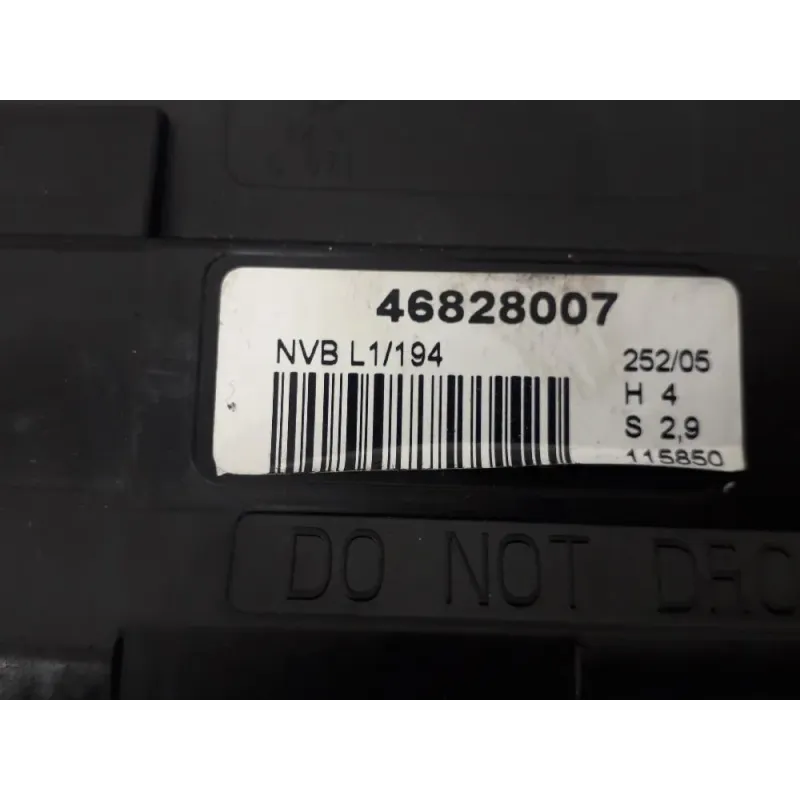 46828007
NVB L1/194
252/05
H 4
S 2,9
115850
DO NOT